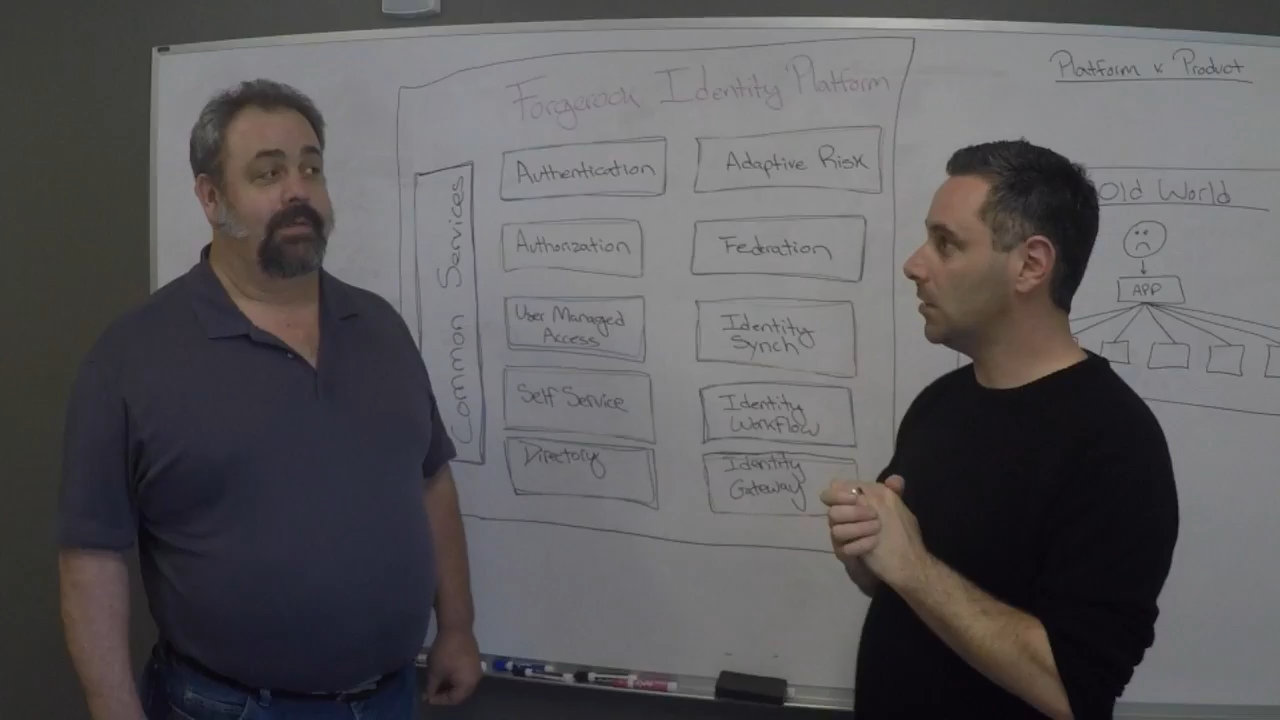 Forgerock Identity Platform
Platform v Product
Common Services
Authentication
Adaptive Risk
Authorization
Federation
User Managed
Access
Identity
Synch
Self Service
Identity
Workflow
Directory
Identity
Gateway
Old World
APP